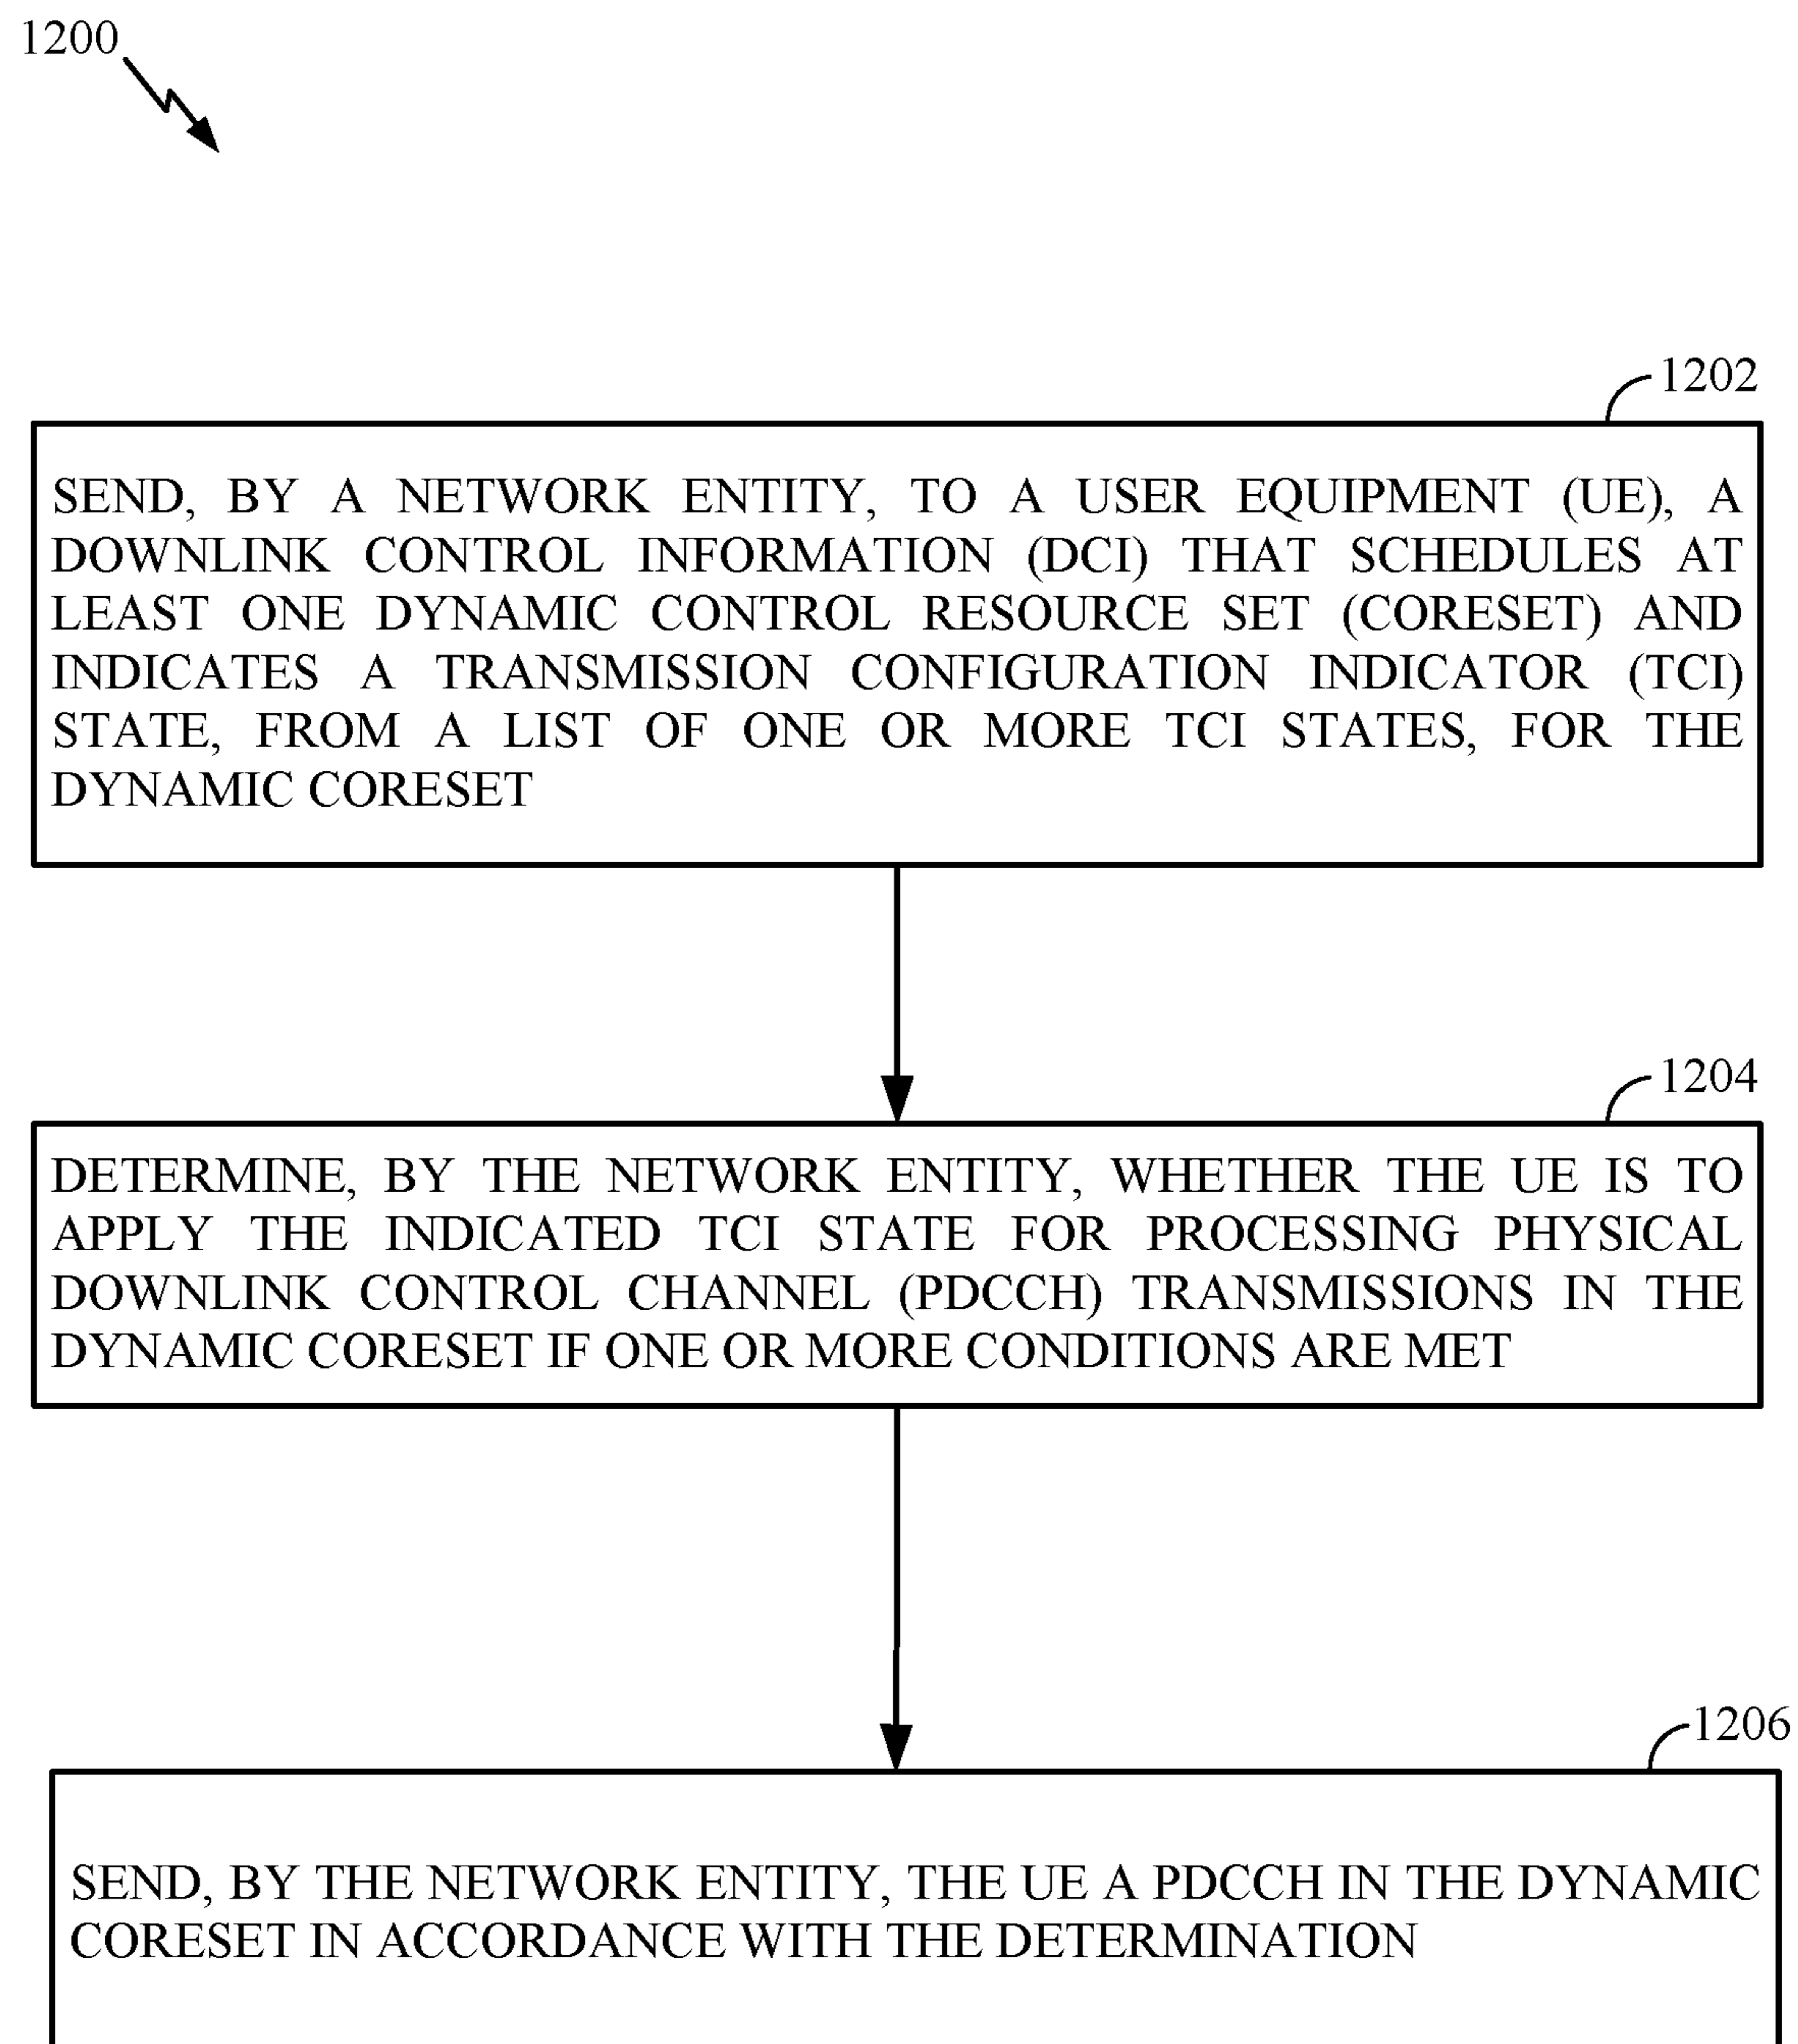 1200
1202
SEND, BY A NETWORK ENTITY, TO A USER EQUIPMENT (UE), A
DOWNLINK CONTROL INFORMATION (DCI) THAT SCHEDULES AT
LEAST ONE DYNAMIC CONTROL RESOURCE SET (CORESET) AND
INDICATES A TRANSMISSION CONFIGURATION INDICATOR (TCI)
STATE, FROM A LIST OF ONE OR MORE TCI STATES, FOR THE
DYNAMIC CORESET
1204
DETERMINE, BY THE NETWORK ENTITY, WHETHER THE UE IS TO
APPLY THE INDICATED TCI STATE FOR PROCESSING PHYSICAL
DOWNLINK CONTROL CHANNEL (PDCCH) TRANSMISSIONS IN THE
DYNAMIC CORESET IF ONE OR MORE CONDITIONS ARE MET
1206
SEND, BY THE NETWORK ENTITY, THE UE A PDCCH IN THE DYNAMIC
CORESET IN ACCORDANCE WITH THE DETERMINATION